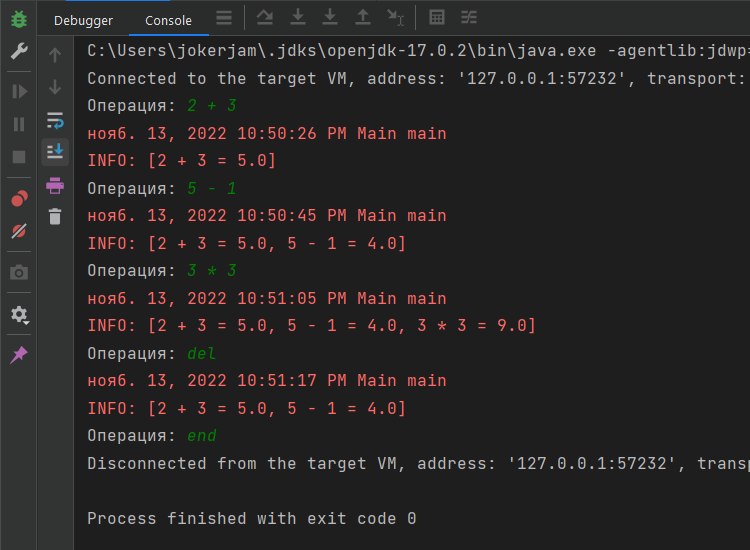 Debugger Console
C:\Users\jokerjam\.jdks\openjdk-17.0.2\bin\java.exe -agentlib:jdwp=
Connected to the target VM, address: '127.0.0.1:57232', transport:
Операция: 2 + 3
нояб. 13, 2022 10:50:26 PM Main main
INFO: [2 + 3 = 5.0]
Операция: 5 - 1
нояб. 13, 2022 10:50:45 PM Main main
INFO: [2 + 3 = 5.0, 5 - 1 = 4.0]
Операция: 3 * 3
нояб. 13, 2022 10:51:05 PM Main main
INFO: [2 + 3 = 5.0, 5 - 1 = 4.0, 3 * 3 = 9.0]
Операция: del
нояб. 13, 2022 10:51:17 PM Main main
INFO: [2 + 3 = 5.0, 5 - 1 = 4.0]
Операция: end
Disconnected from the target VM, address: '127.0.0.1:57232', transp
Process finished with exit code 0